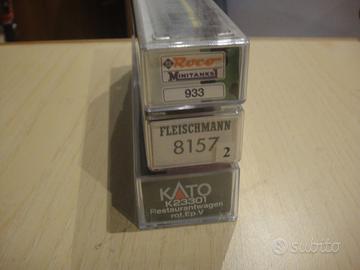 Roco
MINITANKS
933
FLEISCHMANN
8157
2
KATO
K23301
Restaurantwagen
rot,Ep.V
subito